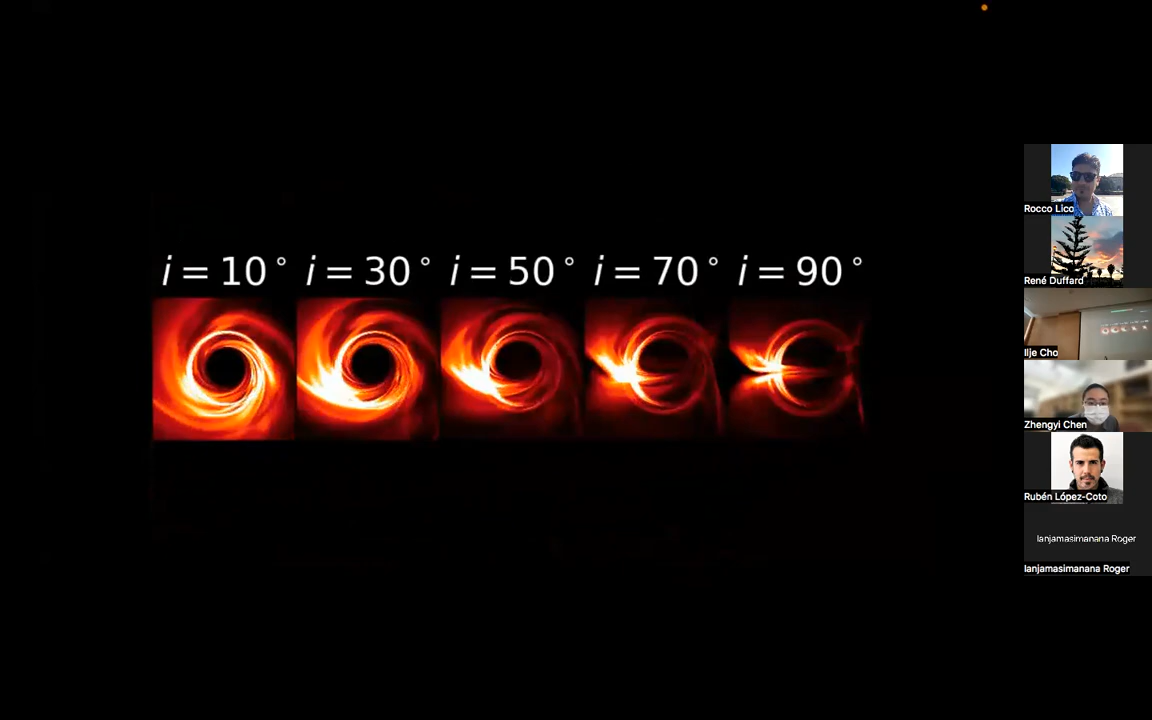 i = 10° i = 30° i = 50° i = 70° i = 90°
Rocco Lico
René Duffard
Ilje Cho
Zhengyi Chen
Rubén López-Coto
Ianjamasimanana Roger
Ianjamasimanana Roger